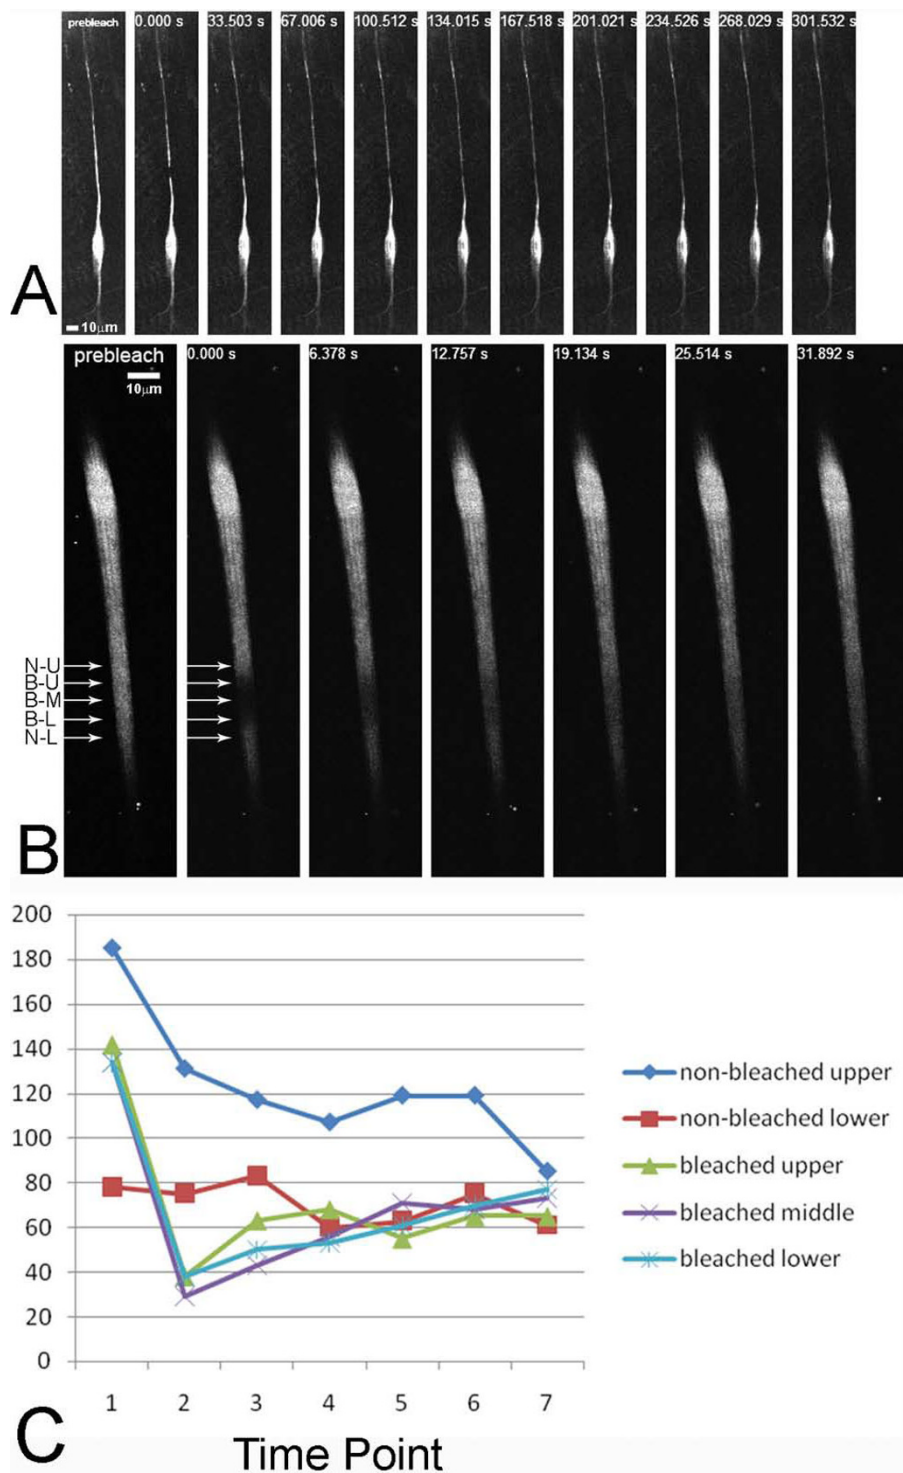 prebleach 0.000 s 33.503 s 67.006 s 100.512 s 134.015 s 167.518 s 201.021 s 234.526 s 268.029 s 301.532 s
A
10µm
prebleach 0.000 s 6.378 s 12.757 s 19.134 s 25.514 s 31.892 s
10µm
N-U
B-U
B-M
B-L
N-L
B
200
180
160
140
120
100
80
60
40
20
0
1 2 3 4 5 6 7
non-bleached upper
non-bleached lower
bleached upper
bleached middle
bleached lower
C
Time Point